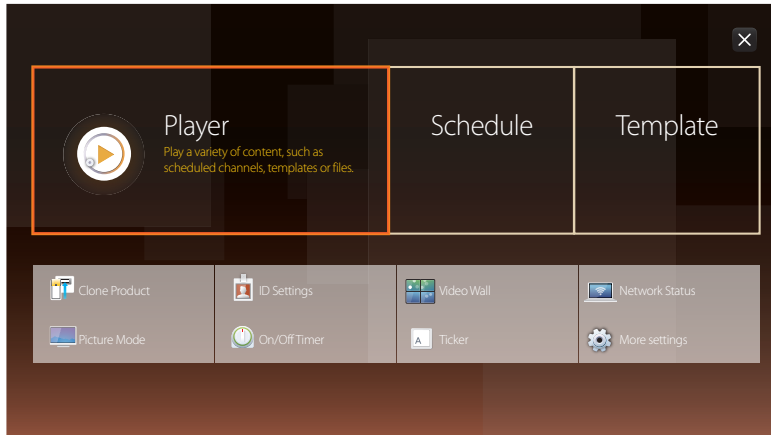 Player
Play a variety of content, such as
scheduled channels, templates or files.
Schedule
Template
Clone Product
ID Settings
Video Wall
Network Status
Picture Mode
On/Off Timer
A
Ticker
More settings